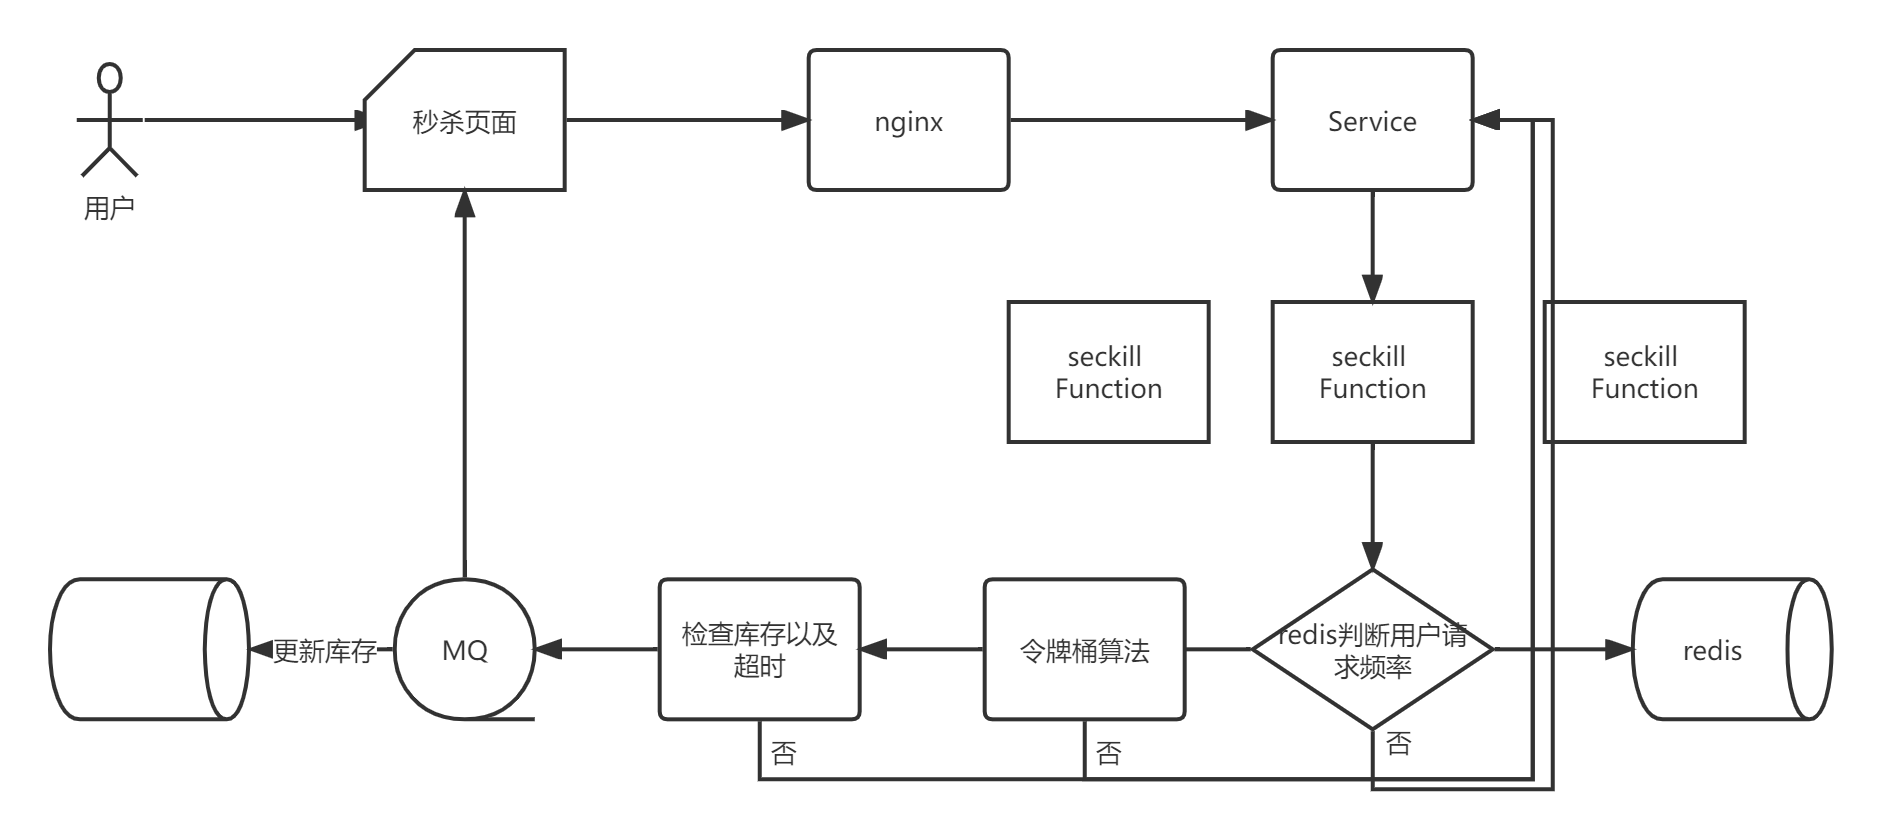 秒杀页面
nginx
Service
用户
seckill
Function
seckill
Function
seckill
Function
更新库存
MQ
检查库存以及
超时
令牌桶算法
redis判断用户请
求频率
redis
否
否
否